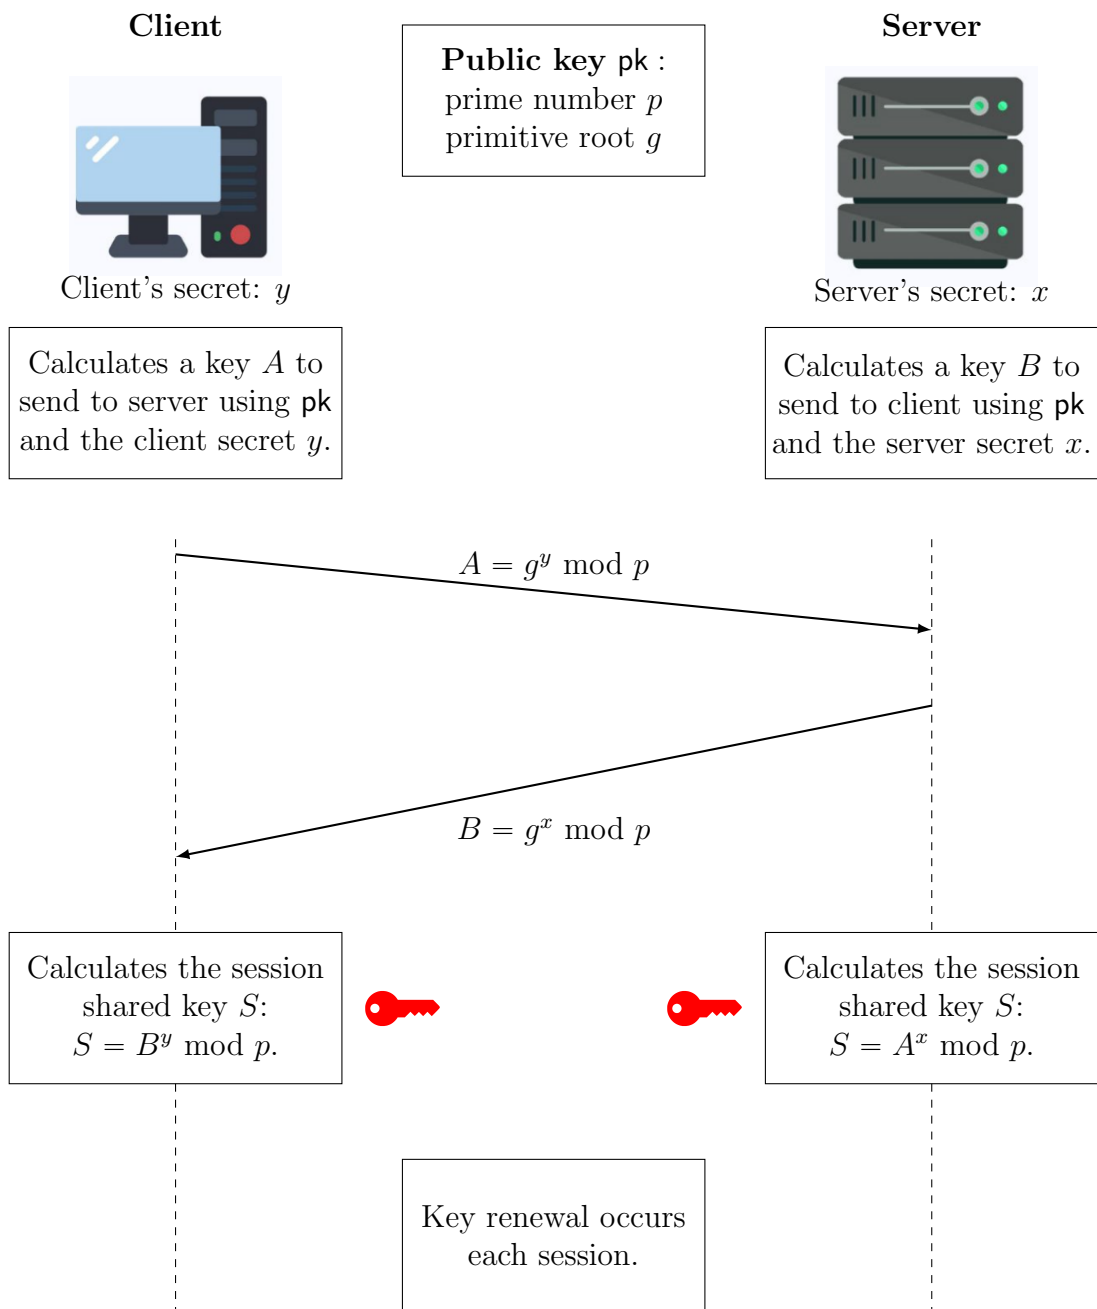 Client
Public key pk :
prime number p
primitive root g
Server
Client's secret: y
Server's secret: x
Calculates a key A to
send to server using pk
and the client secret y.
Calculates a key B to
send to client using pk
and the server secret x.
A = g^y mod p
B = g^x mod p
Calculates the session
shared key S:
S = B^y mod p.
Calculates the session
shared key S:
S = A^x mod p.
Key renewal occurs
each session.